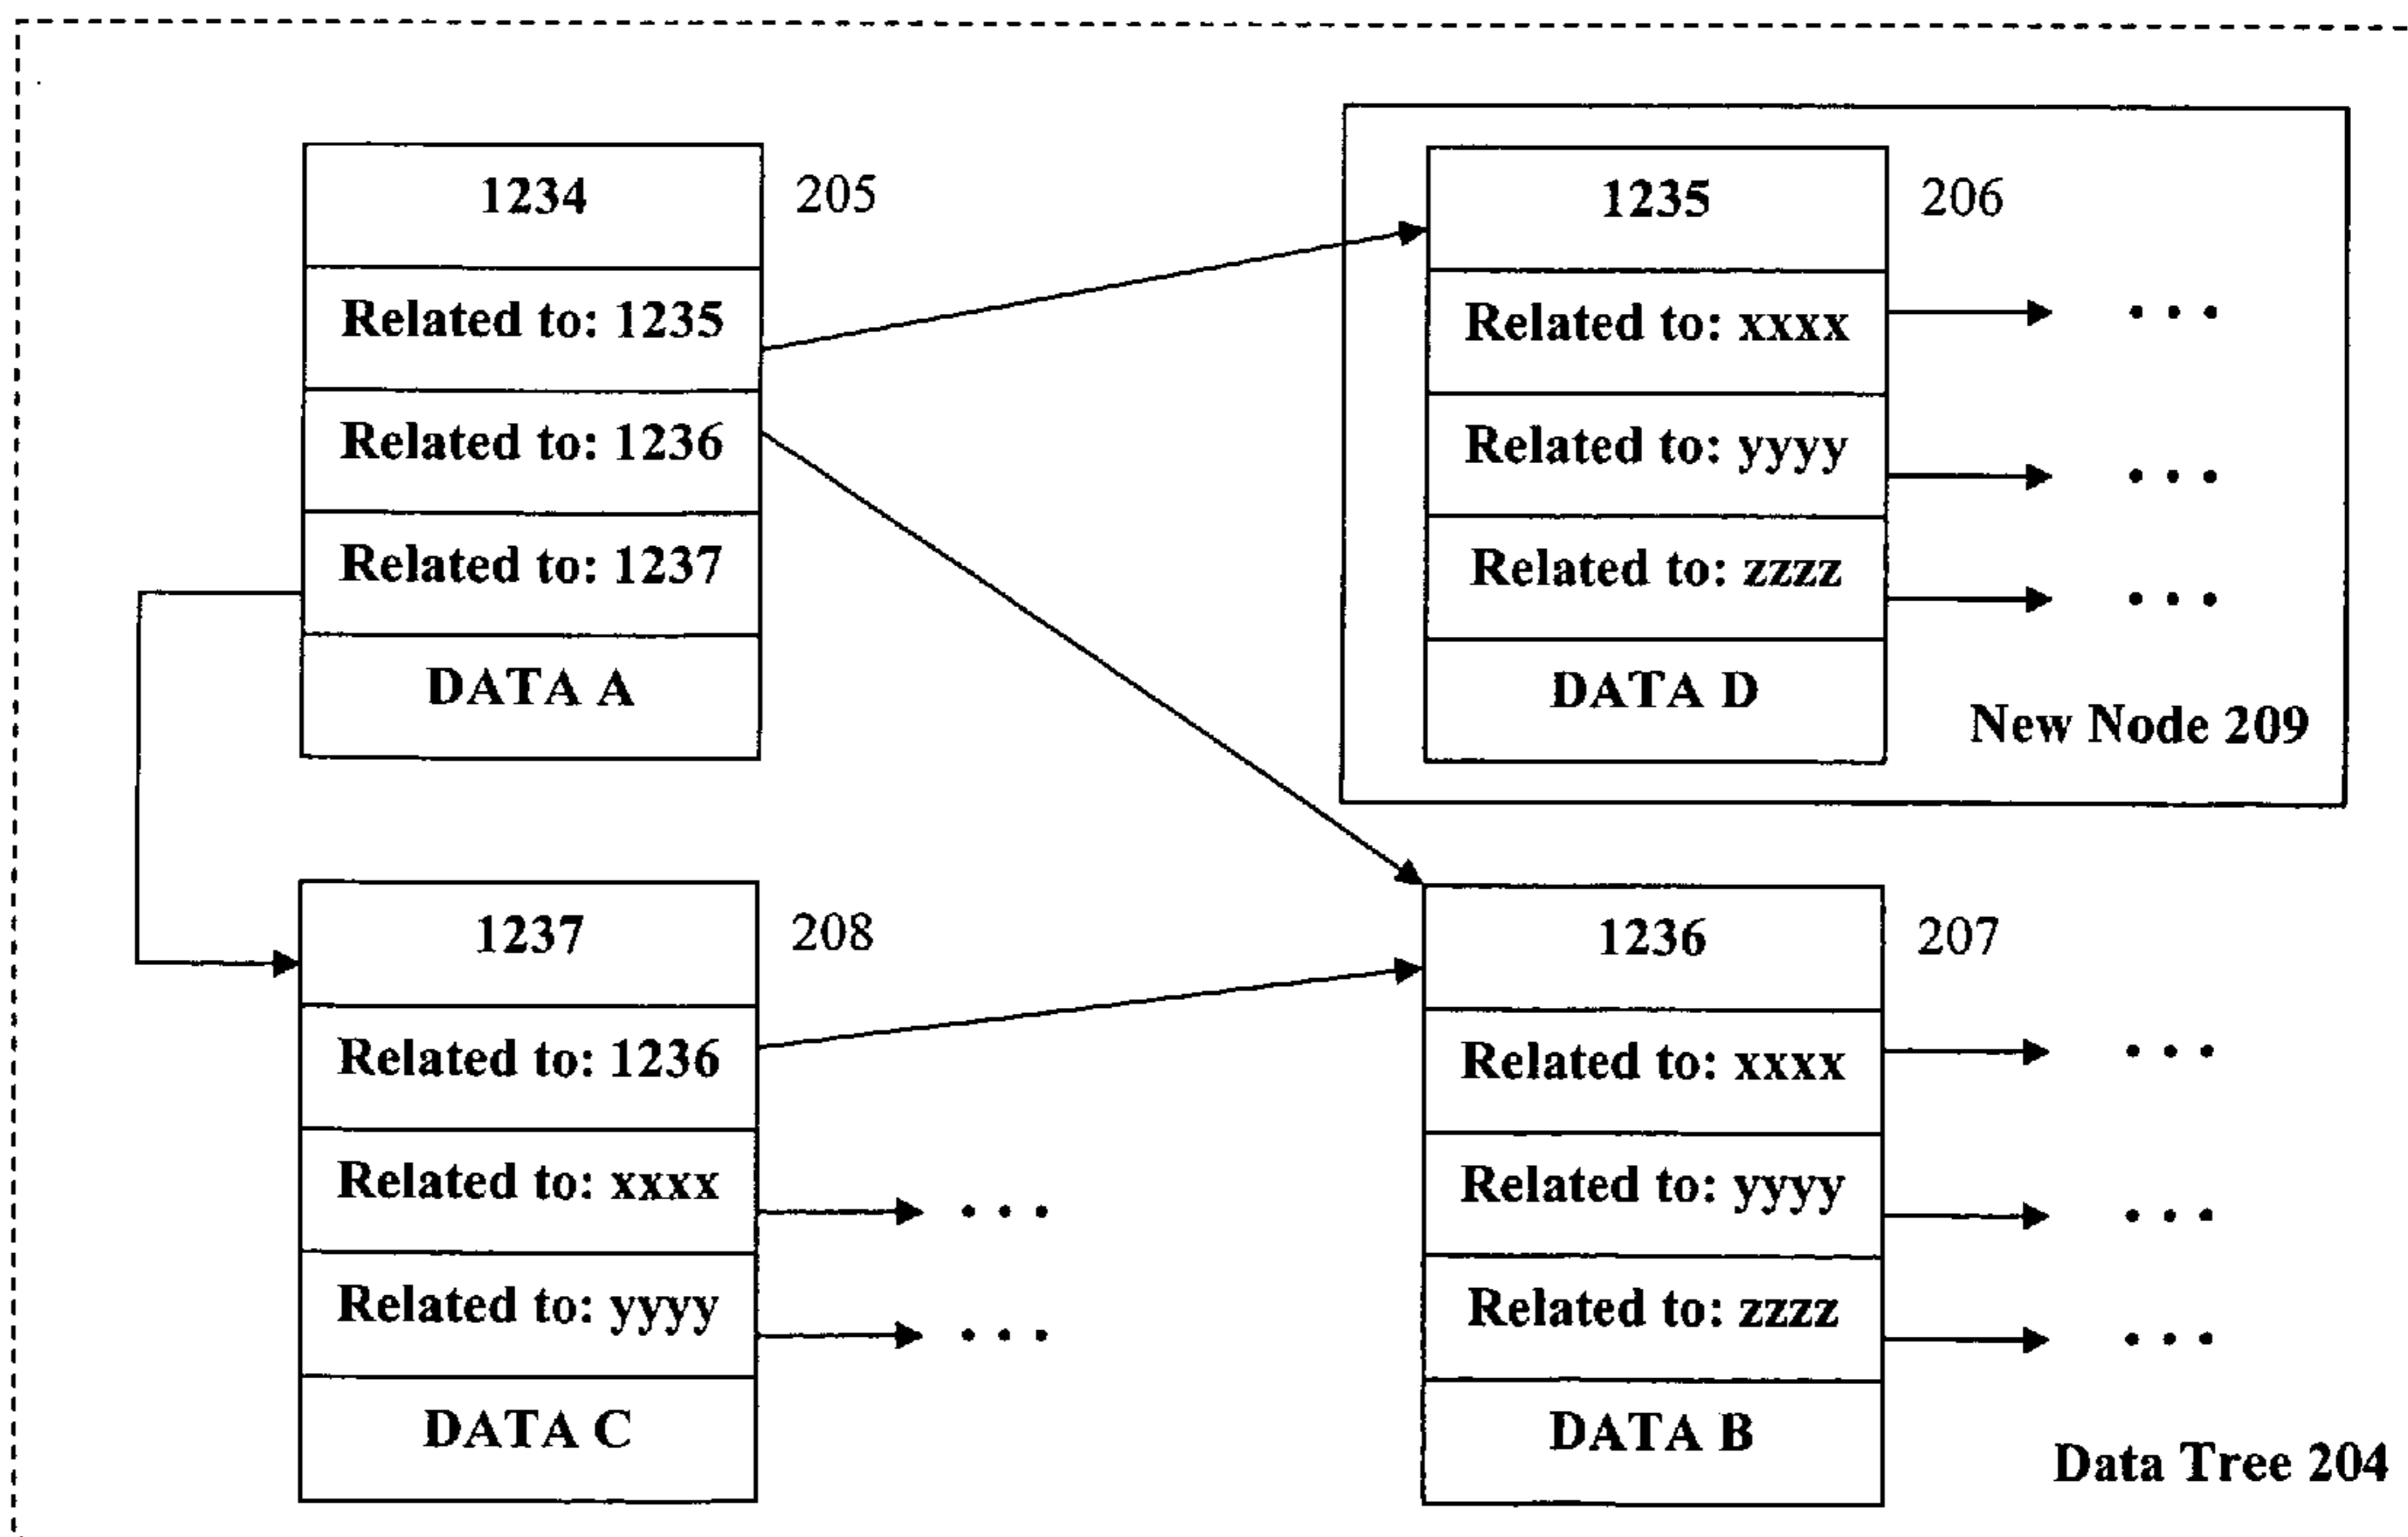 1234
205
Related to: 1235
Related to: 1236
Related to: 1237
DATA A
1235
206
Related to: xxxx
. . .
Related to: yyyy
. . .
Related to: zzzz
. . .
DATA D
New Node 209
1237
208
Related to: 1236
Related to: xxxx
. . .
Related to: yyyy
. . .
DATA C
1236
207
Related to: xxxx
. . .
Related to: yyyy
. . .
Related to: zzzz
. . .
DATA B
Data Tree 204